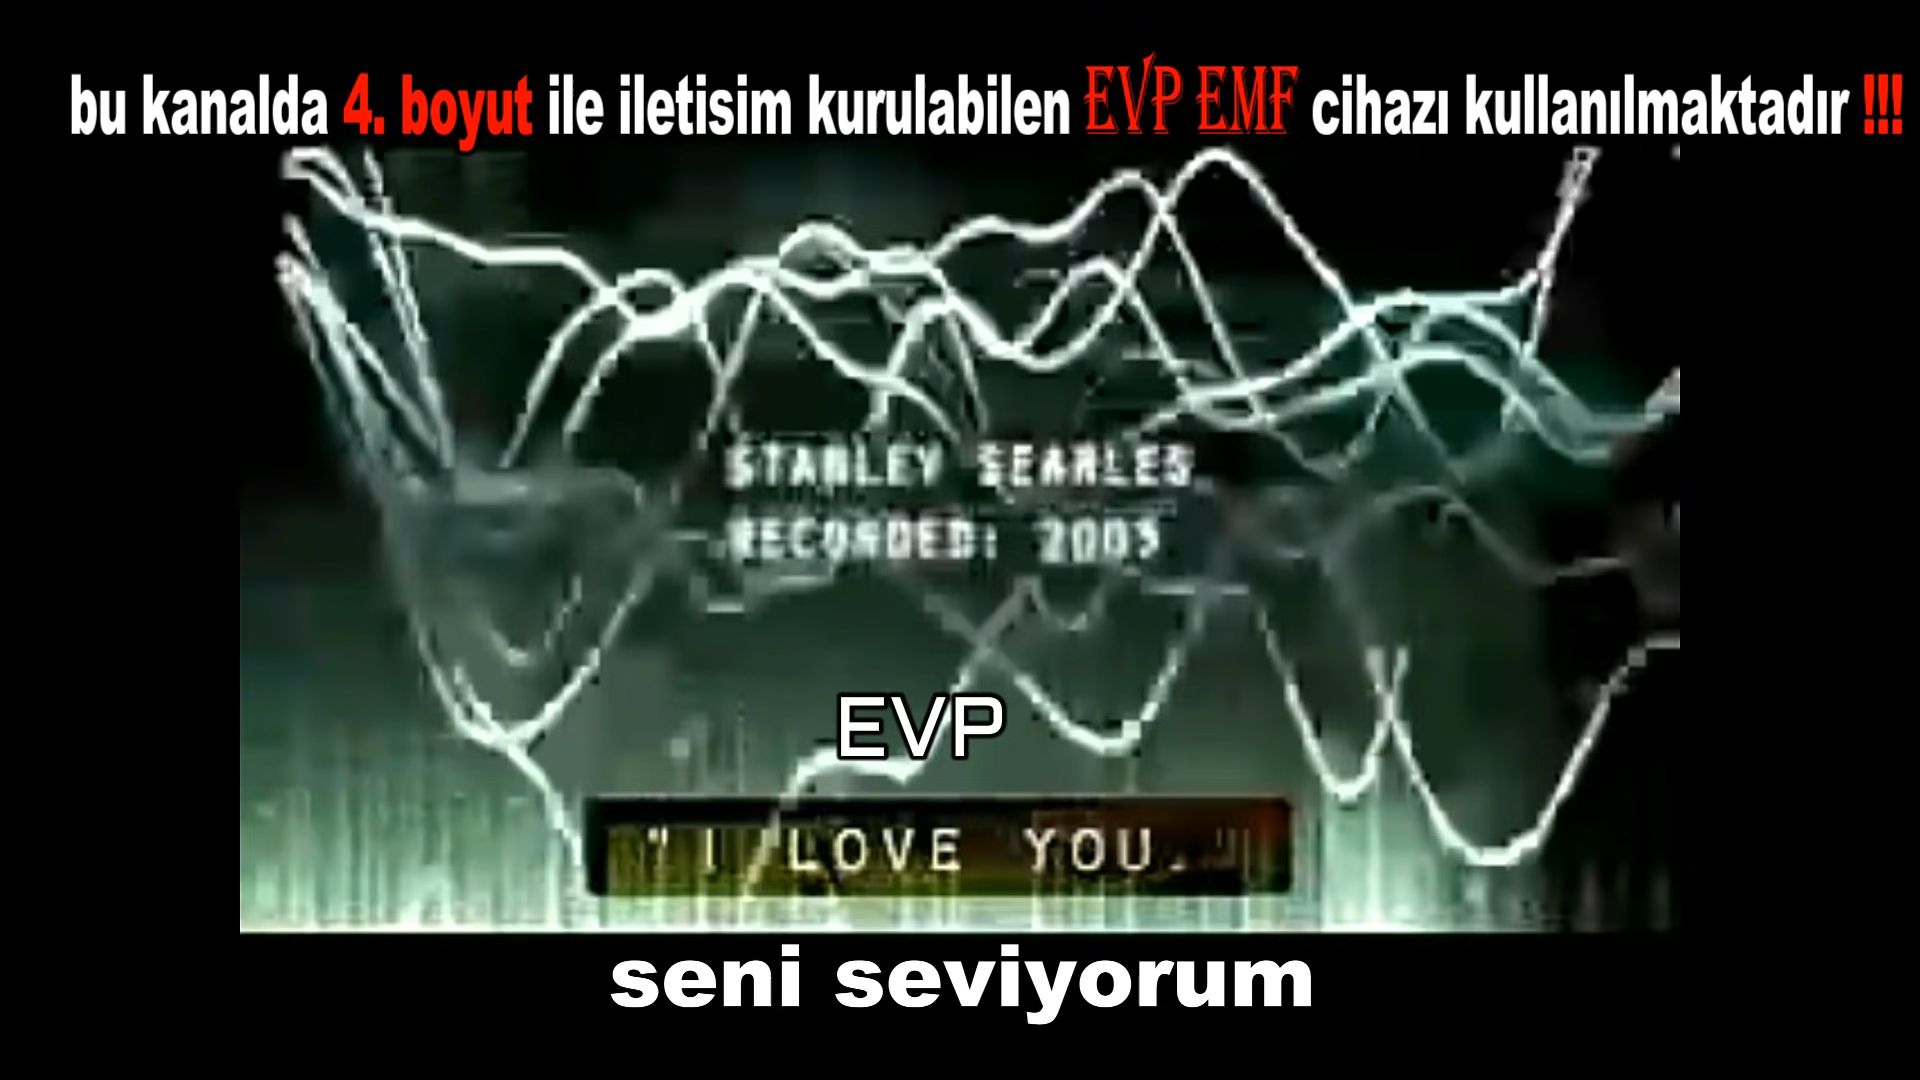 bu kanalda 4. boyut ile iletisim kurulabilen EVP EMF cihazı kullanılmaktadır !!!
STANLEY SEARLES
RECORDED: 2003
EVP
"I LOVE YOU."
seni seviyorum